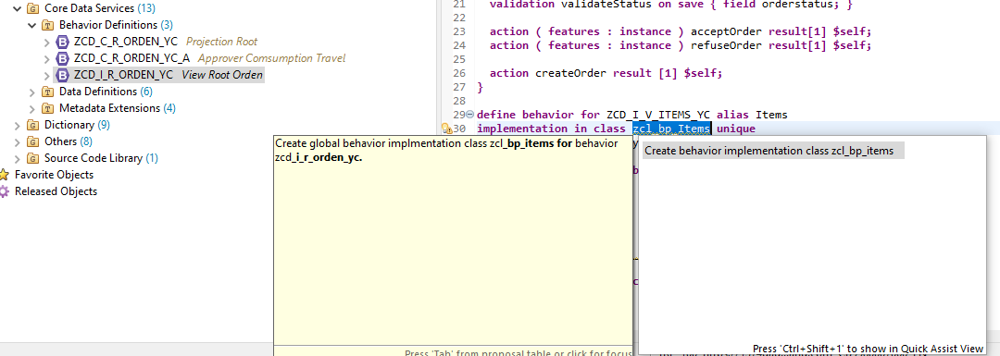 Core Data Services (13)
Behavior Definitions (3)
ZCD_C_R_ORDEN_YC Projection Root
ZCD_C_R_ORDEN_YC_A Approver Comsumption Travel
ZCD_I_R_ORDEN_YC View Root Orden
Data Definitions (6)
Metadata Extensions (4)
Dictionary (9)
Others (8)
Source Code Library (1)
Favorite Objects
Released Objects
21 validation validateStatus on save { field orderstatus; }
22
23 action ( features : instance ) acceptOrder result[1] $self;
24 action ( features : instance ) refuseOrder result[1] $self;
25
26 action createOrder result [1] $self;
27 }
28
29 define behavior for ZCD_I_V_ITEMS_YC alias Items
30 implementation in class zcl_bp_Items unique
Create global behavior implmentation class zcl_bp_items for behavior
zcd_i_r_orden_yc.
Press 'Tab' from proposal table or click for focus
Create behavior implementation class zcl_bp_items
Press 'Ctrl+Shift+1' to show in Quick Assist View